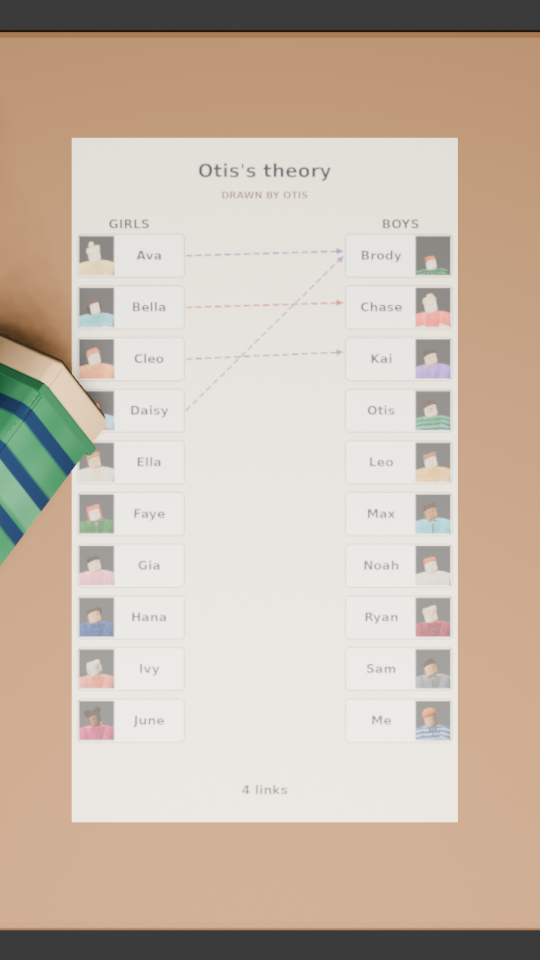 Otis's theory
DRAWN BY OTIS
GIRLS BOYS
Ava Brody
Bella Chase
Cleo Kai
Daisy Otis
Ella Leo
Faye Max
Gia Noah
Hana Ryan
Ivy Sam
June Me
4 links